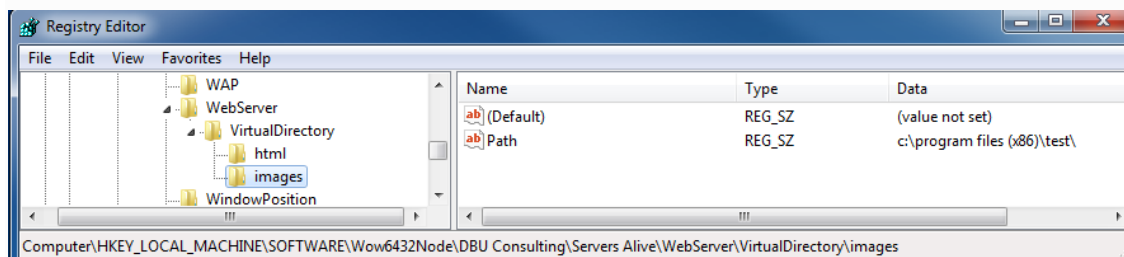 Registry Editor
File Edit View Favorites Help
WAP
WebServer
VirtualDirectory
html
images
WindowPosition
Name Type Data
ab (Default) REG_SZ (value not set)
ab Path REG_SZ c:\program files (x86)\test\
Computer\HKEY_LOCAL_MACHINE\SOFTWARE\Wow6432Node\DBU Consulting\Servers Alive\WebServer\VirtualDirectory\images